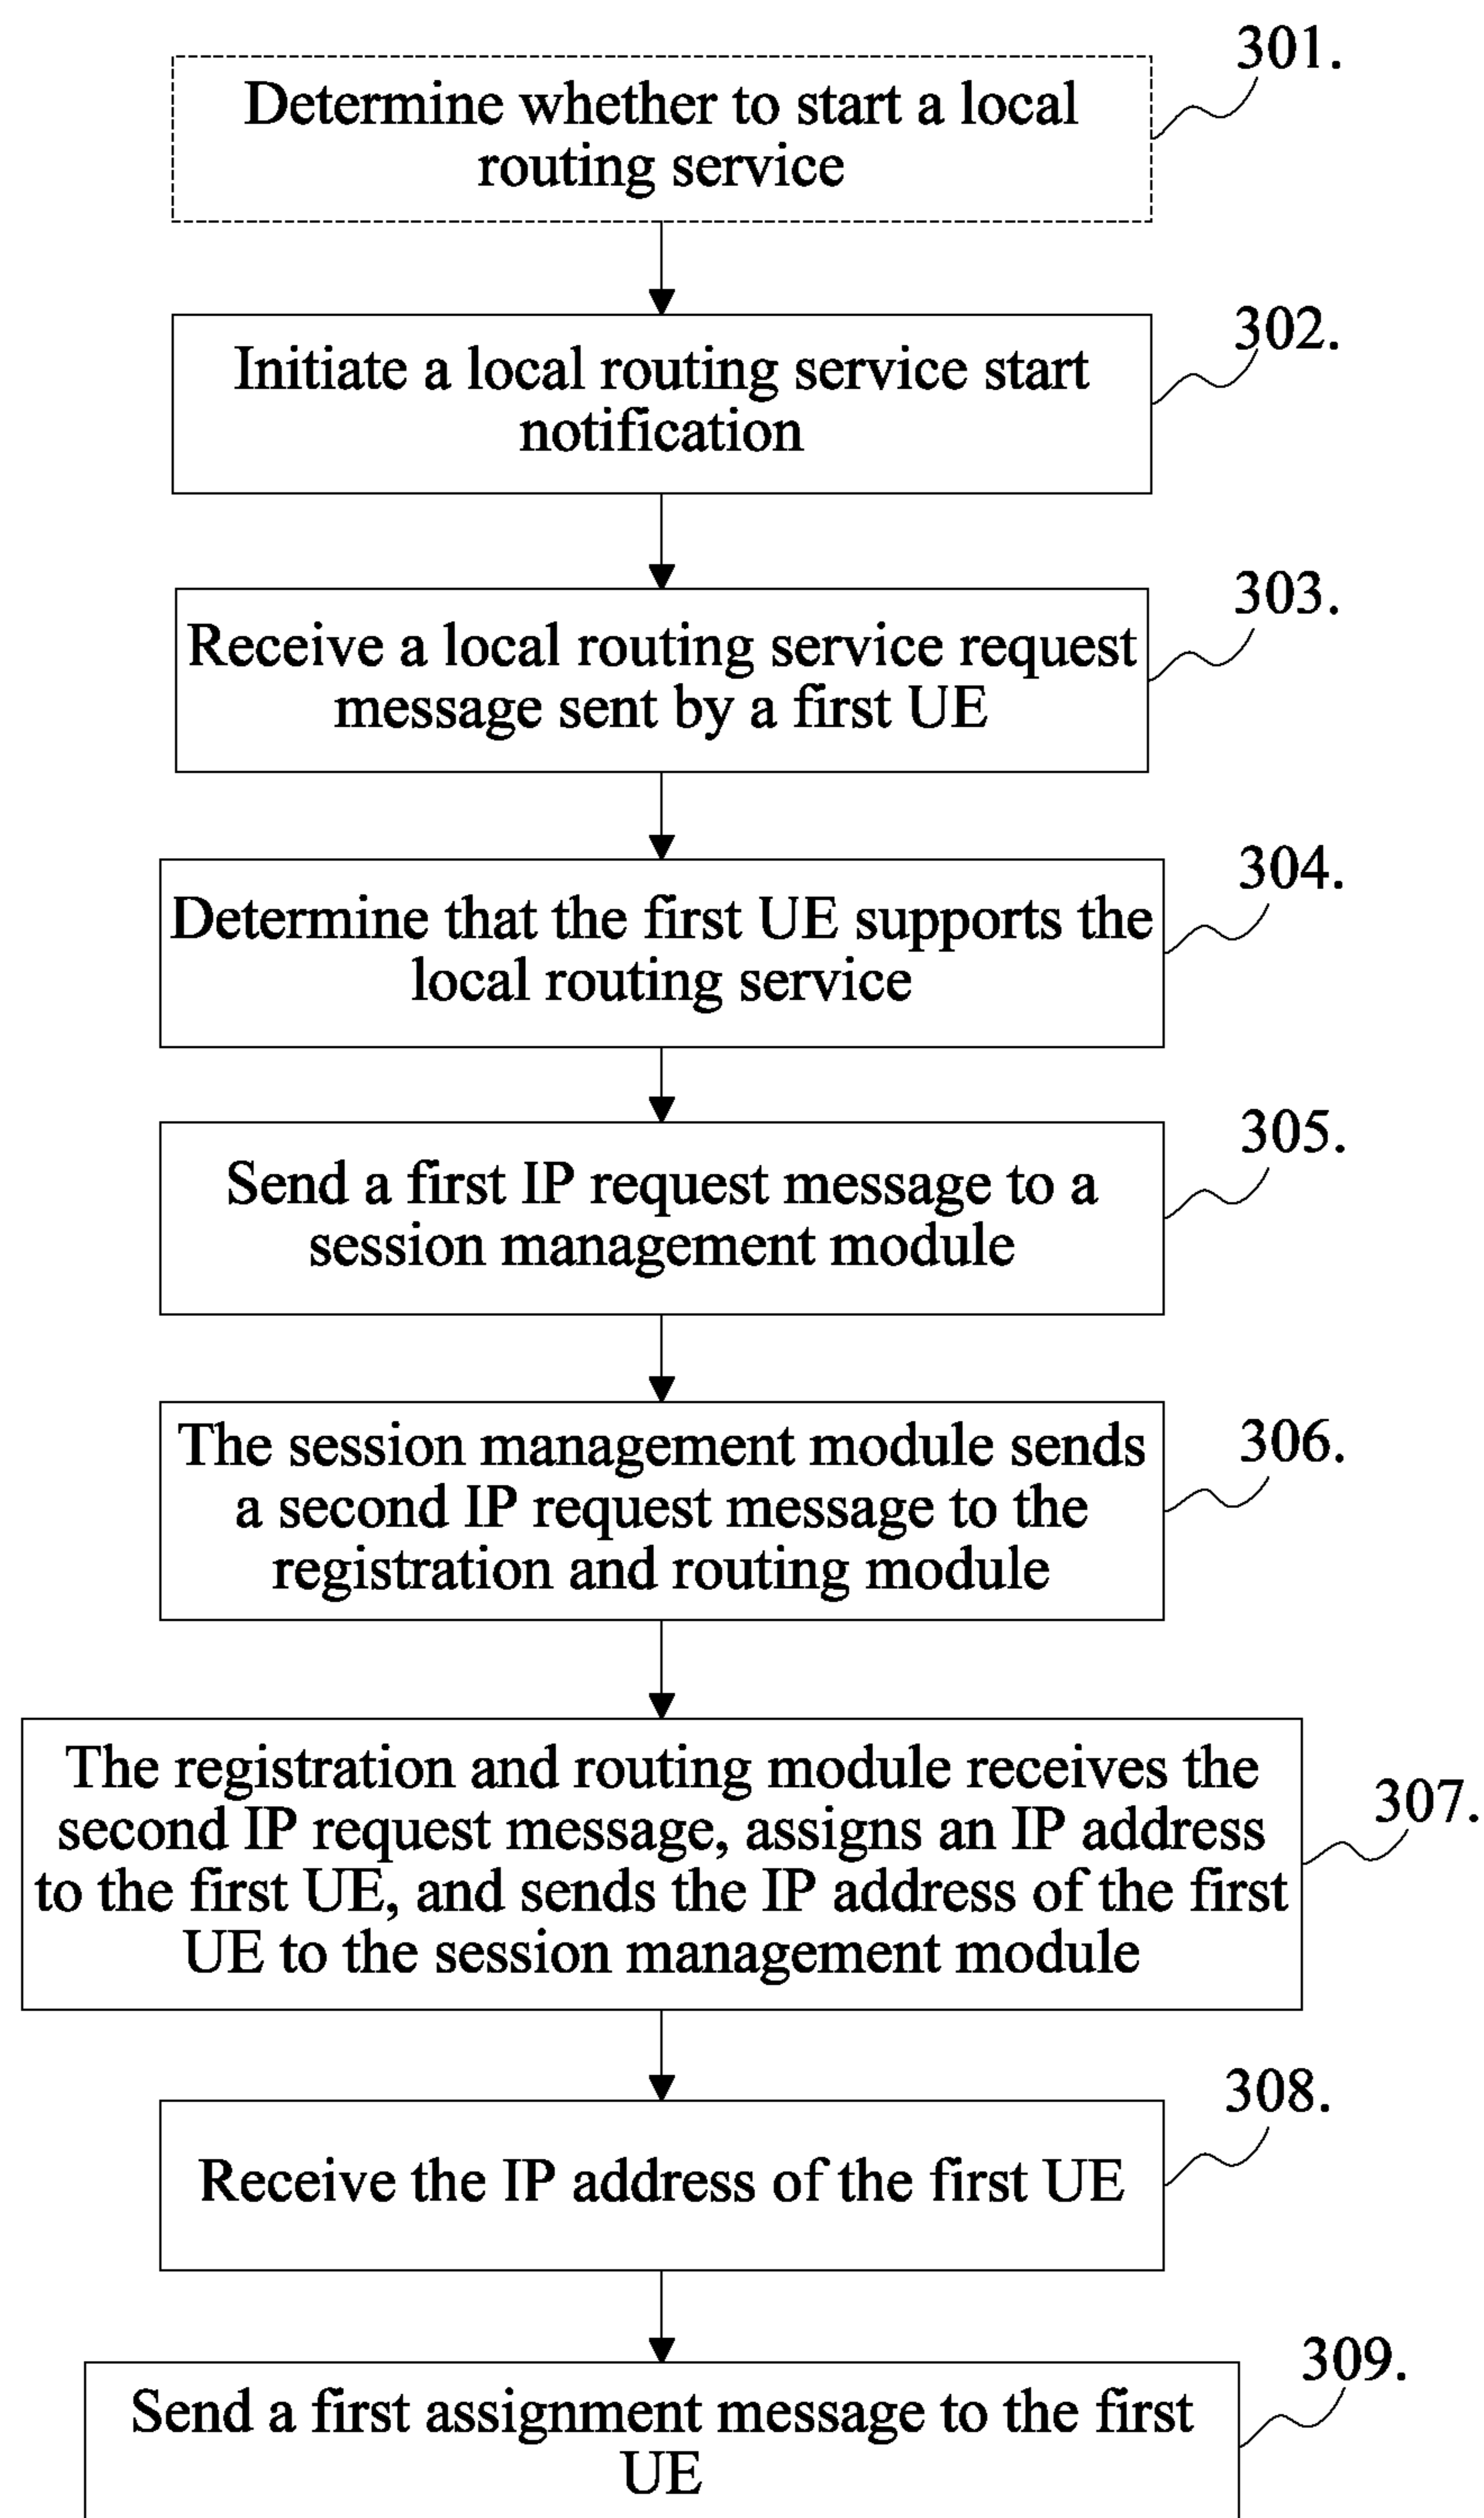 301.
Determine whether to start a local
routing service
302.
Initiate a local routing service start
notification
303.
Receive a local routing service request
message sent by a first UE
304.
Determine that the first UE supports the
local routing service
305.
Send a first IP request message to a
session management module
306.
The session management module sends
a second IP request message to the
registration and routing module
307.
The registration and routing module receives the
second IP request message, assigns an IP address
to the first UE, and sends the IP address of the first
UE to the session management module
308.
Receive the IP address of the first UE
309.
Send a first assignment message to the first
UE